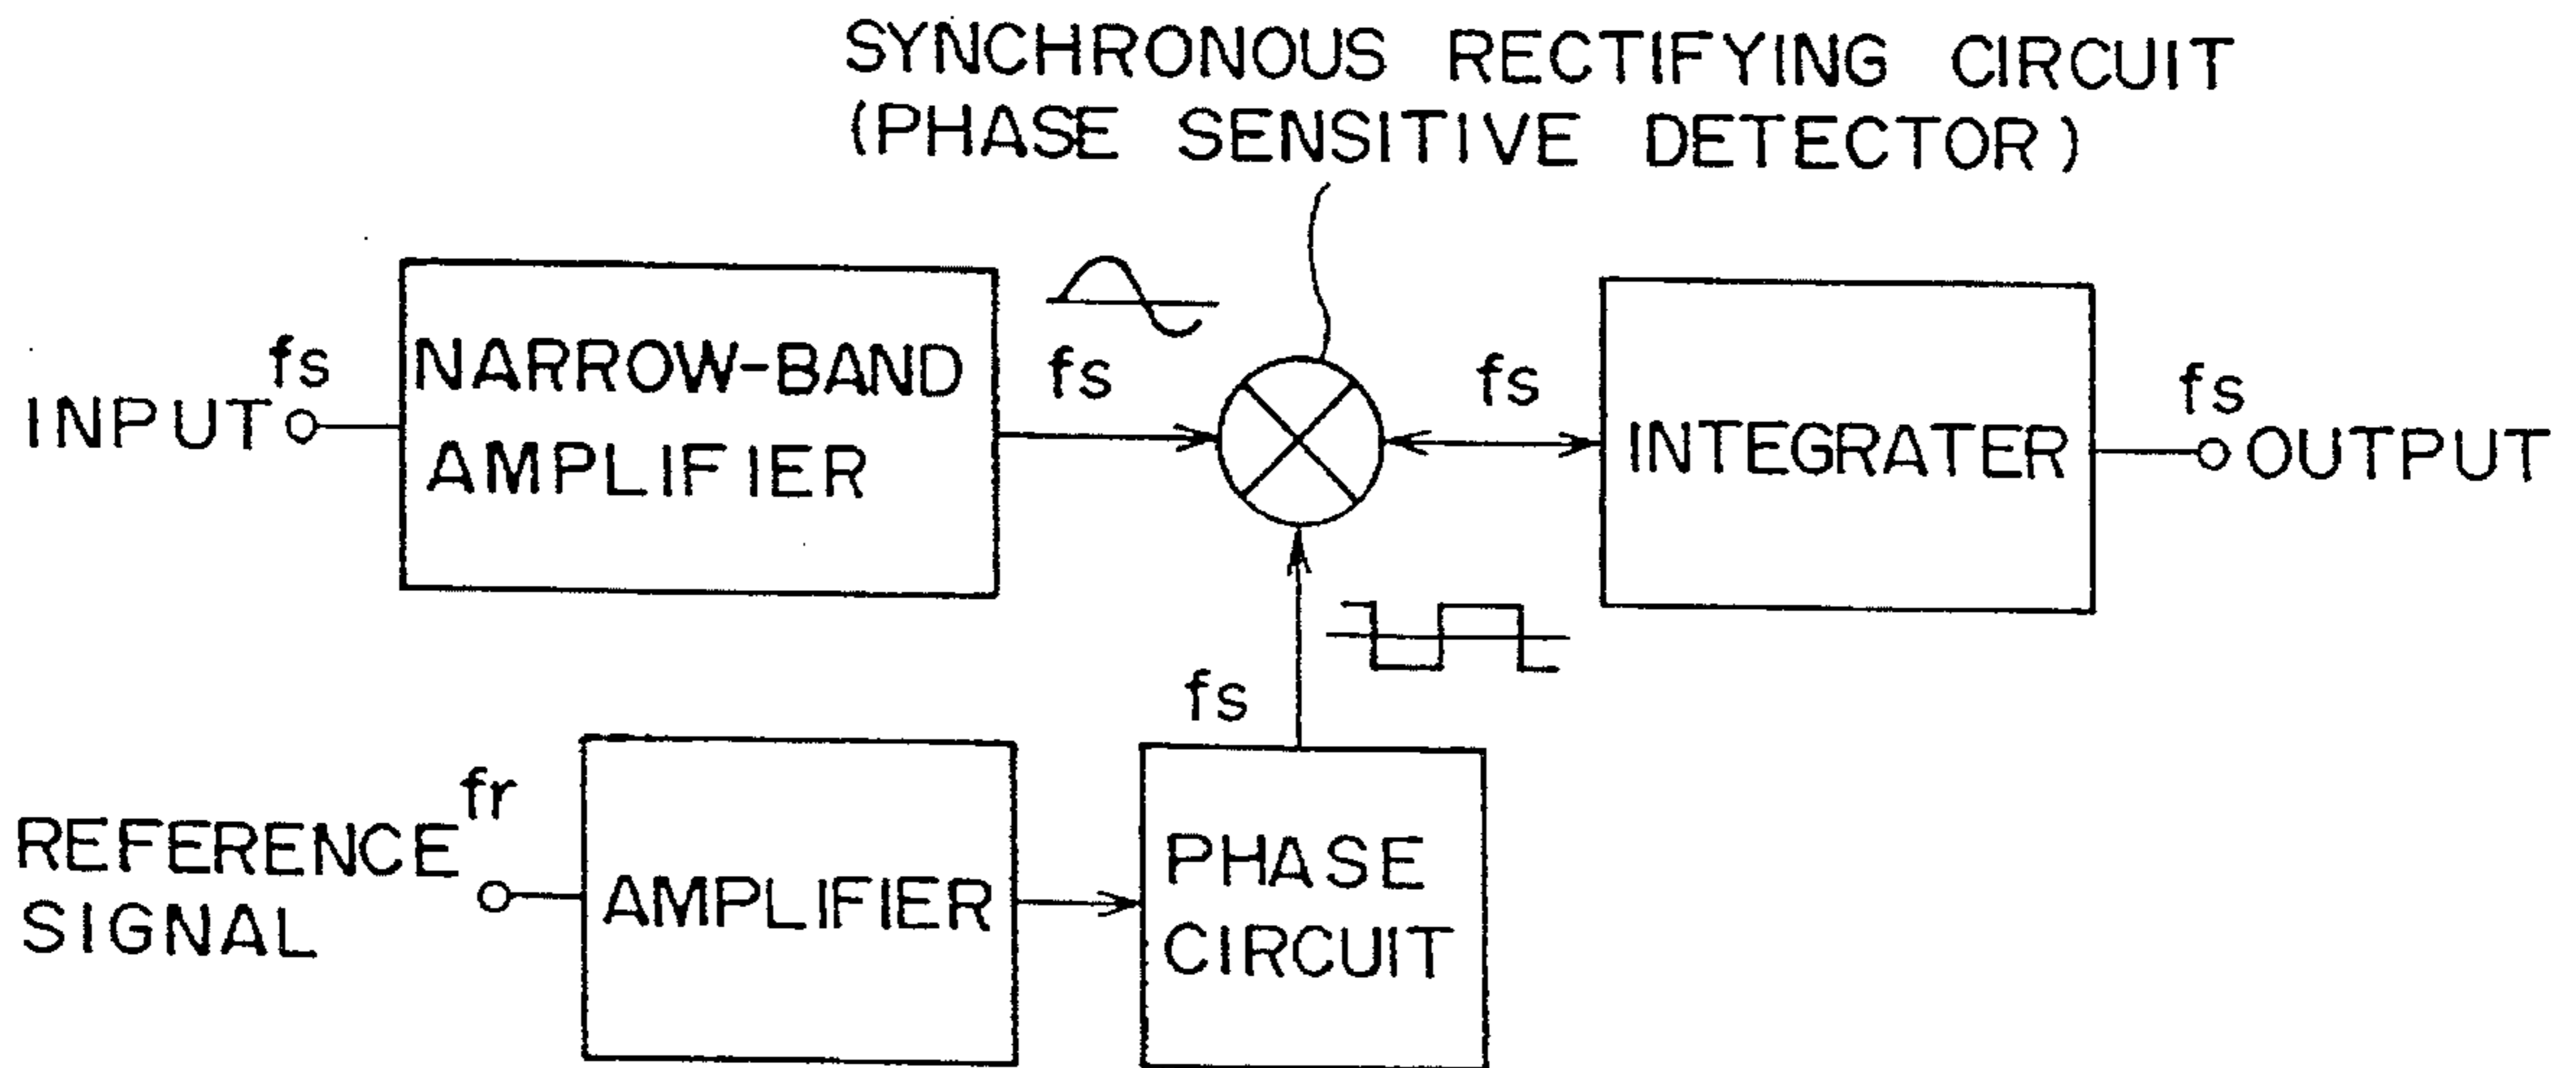 SYNCHRONOUS RECTIFYING CIRCUIT
(PHASE SENSITIVE DETECTOR)
INPUT
fs
NARROW-BAND
AMPLIFIER
fs
fs
INTEGRATER
fs
OUTPUT
fs
REFERENCE
SIGNAL
fr
AMPLIFIER
PHASE
CIRCUIT